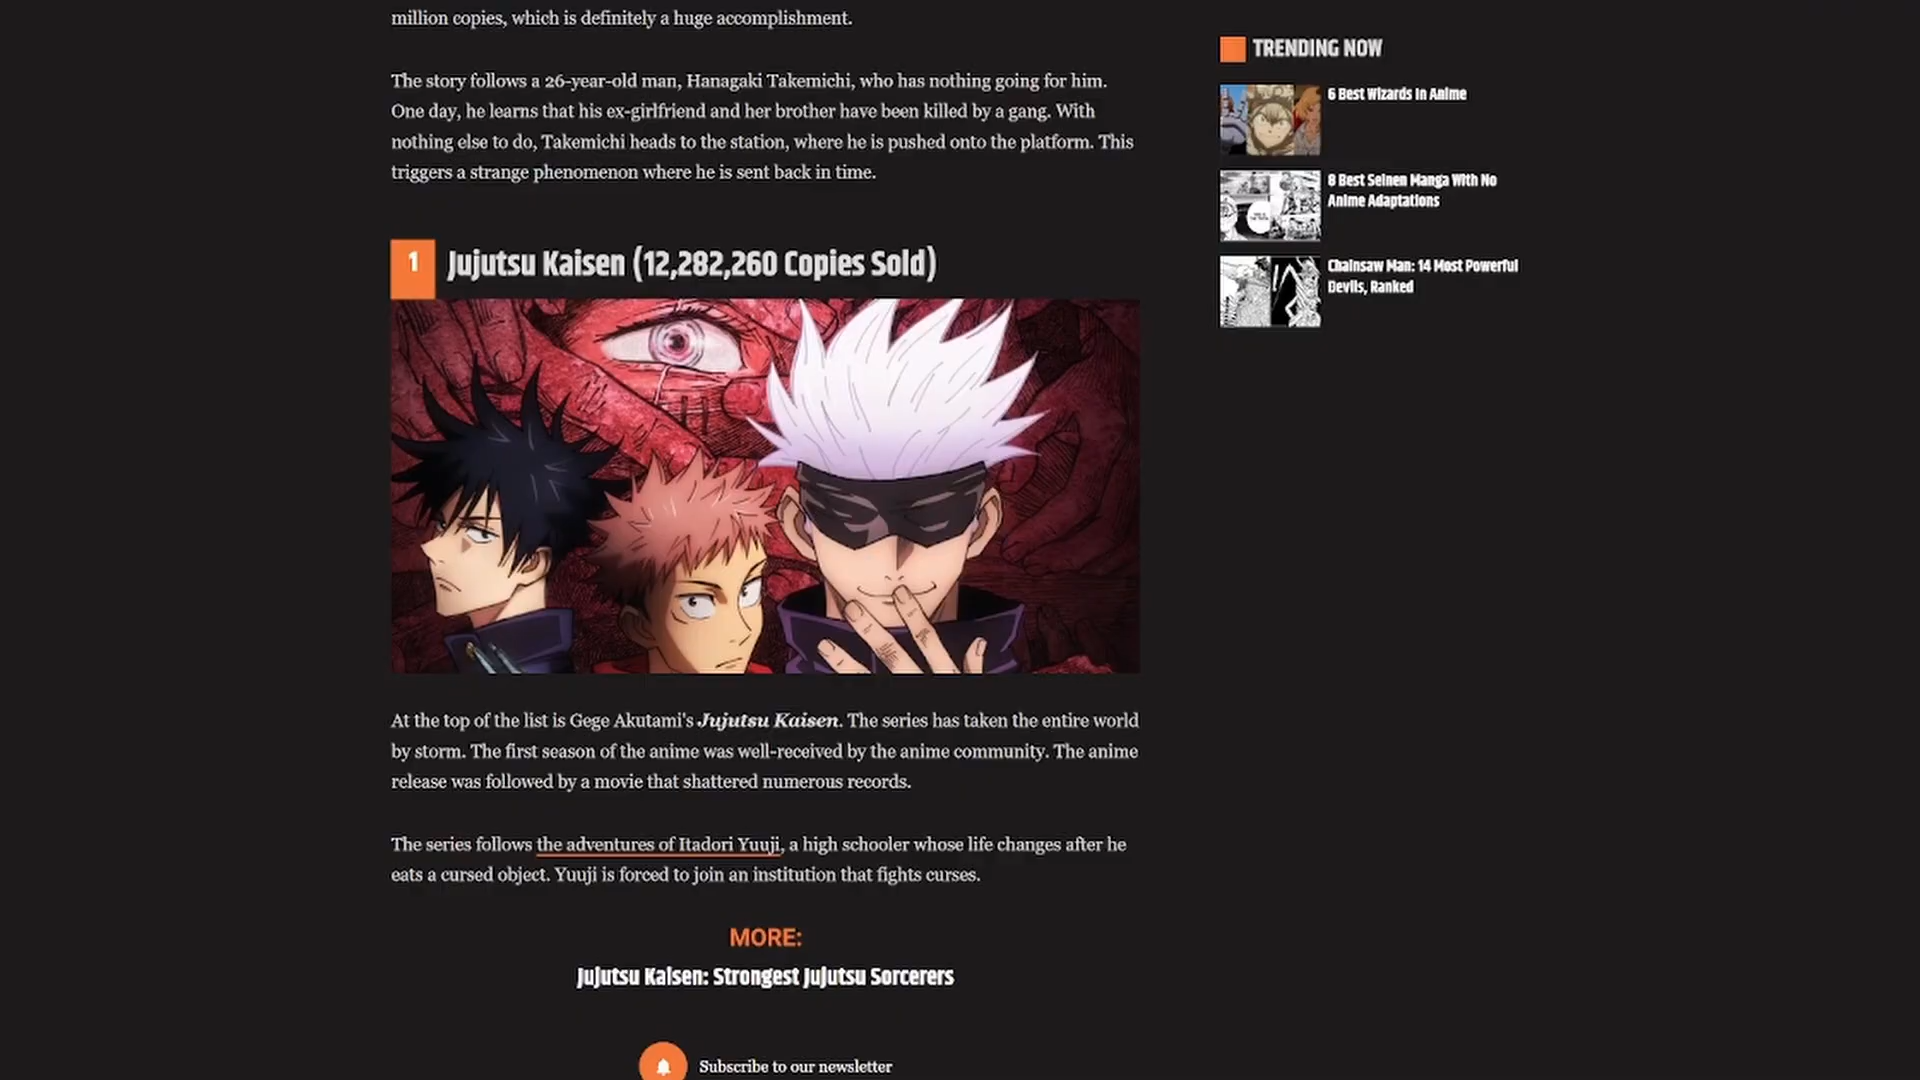 million copies, which is definitely a huge accomplishment.
The story follows a 26-year-old man, Hanagaki Takemichi, who has nothing going for him.
One day, he learns that his ex-girlfriend and her brother have been killed by a gang. With
nothing else to do, Takemichi heads to the station, where he is pushed onto the platform. This
triggers a strange phenomenon where he is sent back in time.
1 Jujutsu Kaisen (12,282,260 Copies Sold)
At the top of the list is Gege Akutami's Jujutsu Kaisen. The series has taken the entire world
by storm. The first season of the anime was well-received by the anime community. The anime
release was followed by a movie that shattered numerous records.
The series follows the adventures of Itadori Yuuji, a high schooler whose life changes after he
eats a cursed object. Yuuji is forced to join an institution that fights curses.
MORE:
Jujutsu Kaisen: Strongest Jujutsu Sorcerers
Subscribe to our newsletter
TRENDING NOW
6 Best Wizards In Anime
8 Best Seinen Manga With No
Anime Adaptations
Chainsaw Man: 14 Most Powerful
Devils, Ranked